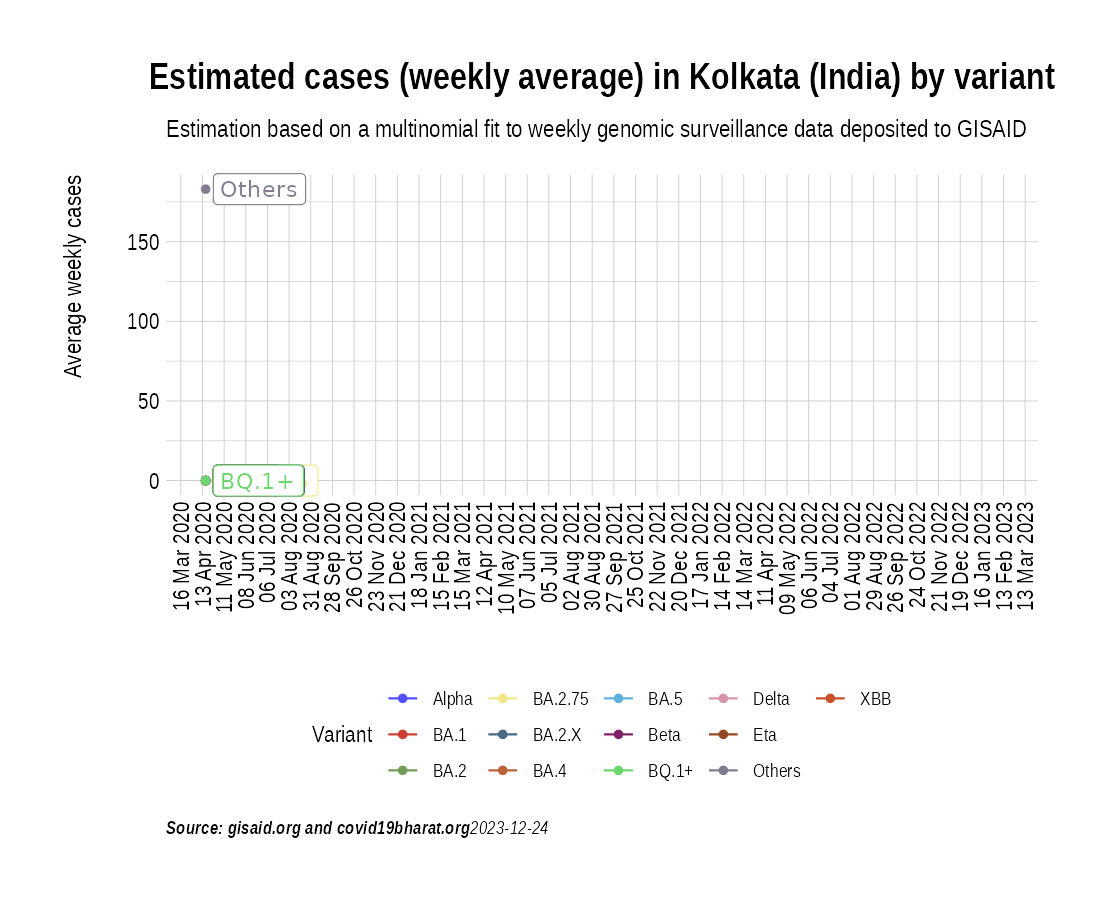 Estimated cases (weekly average) in Kolkata (India) by variant
Estimation based on a multinomial fit to weekly genomic surveillance data deposited to GISAID
Average weekly cases
Others
150
100
50
0
BQ.1+
16 Mar 2020
13 Apr 2020
11 May 2020
08 Jun 2020
06 Jul 2020
03 Aug 2020
31 Aug 2020
28 Sep 2020
26 Oct 2020
23 Nov 2020
21 Dec 2020
18 Jan 2021
15 Feb 2021
15 Mar 2021
12 Apr 2021
10 May 2021
07 Jun 2021
05 Jul 2021
02 Aug 2021
30 Aug 2021
27 Sep 2021
25 Oct 2021
22 Nov 2021
20 Dec 2021
17 Jan 2022
14 Feb 2022
14 Mar 2022
11 Apr 2022
09 May 2022
06 Jun 2022
04 Jul 2022
01 Aug 2022
29 Aug 2022
26 Sep 2022
24 Oct 2022
21 Nov 2022
19 Dec 2022
16 Jan 2023
13 Feb 2023
13 Mar 2023
Variant
Alpha
BA.1
BA.2
BA.2.75
BA.2.X
BA.4
BA.5
Beta
BQ.1+
Delta
Eta
Others
XBB
Source: gisaid.org and covid19bharat.org2023-12-24